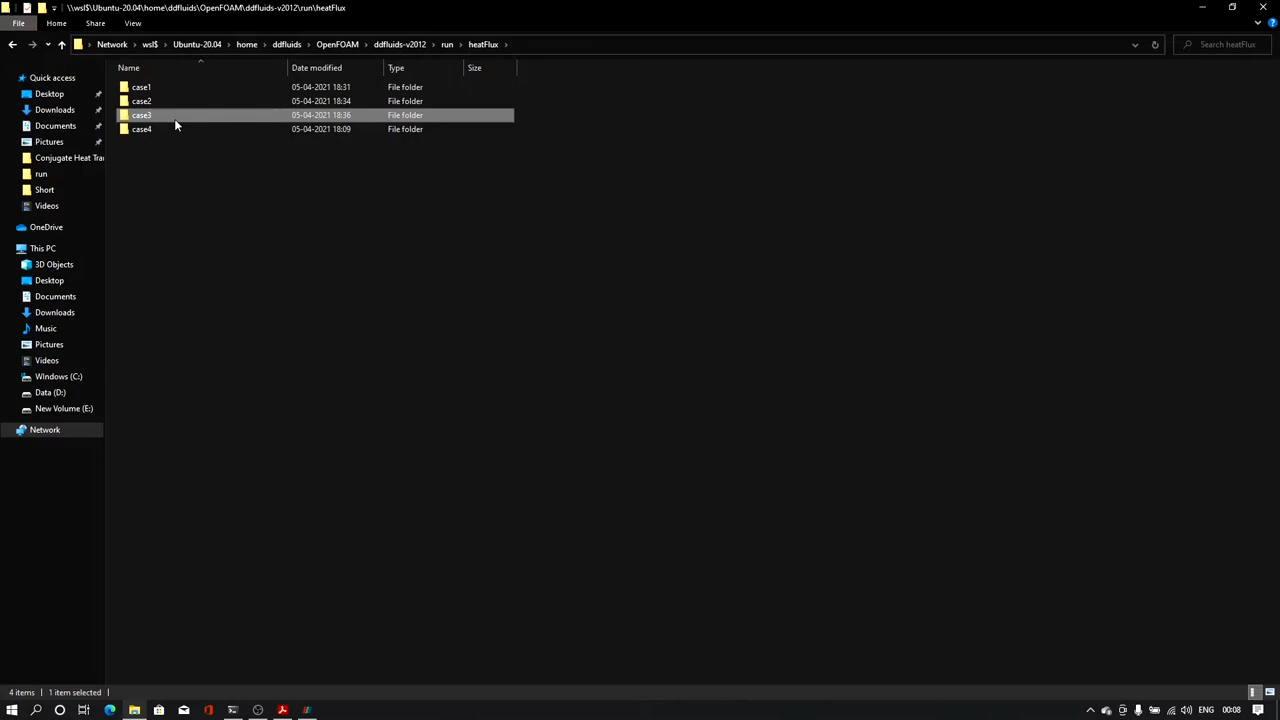 \\wsl$\Ubuntu-20.04\home\ddfluids\OpenFOAM\ddfluids-v2012\run\heatFlux
File Home Share View
Network wsl$ Ubuntu-20.04 home ddfluids OpenFOAM ddfluids-v2012 run heatFlux Search heatFlux
Name Date modified Type Size
Quick access
Desktop
Downloads
Documents
Pictures
Conjugate Heat Tra
run
Short
Videos
OneDrive
This PC
3D Objects
Desktop
Documents
Downloads
Music
Pictures
Videos
Windows (C:)
Data (D:)
New Volume (E:)
Network
case1 05-04-2021 18:31 File folder
case2 05-04-2021 18:34 File folder
case3 05-04-2021 18:36 File folder
case4 05-04-2021 18:09 File folder
4 items 1 item selected
ENG 00:08